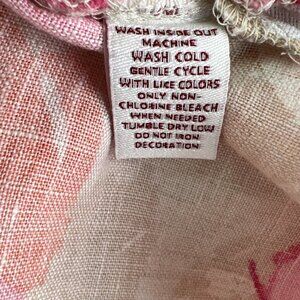 WASH INSIDE OUT
MACHINE
WASH COLD
GENTLE CYCLE
WITH LIKE COLORS
ONLY NON-
CHLORINE BLEACH
WHEN NEEDED
TUMBLE DRY LOW
DO NOT IRON
DECORATION